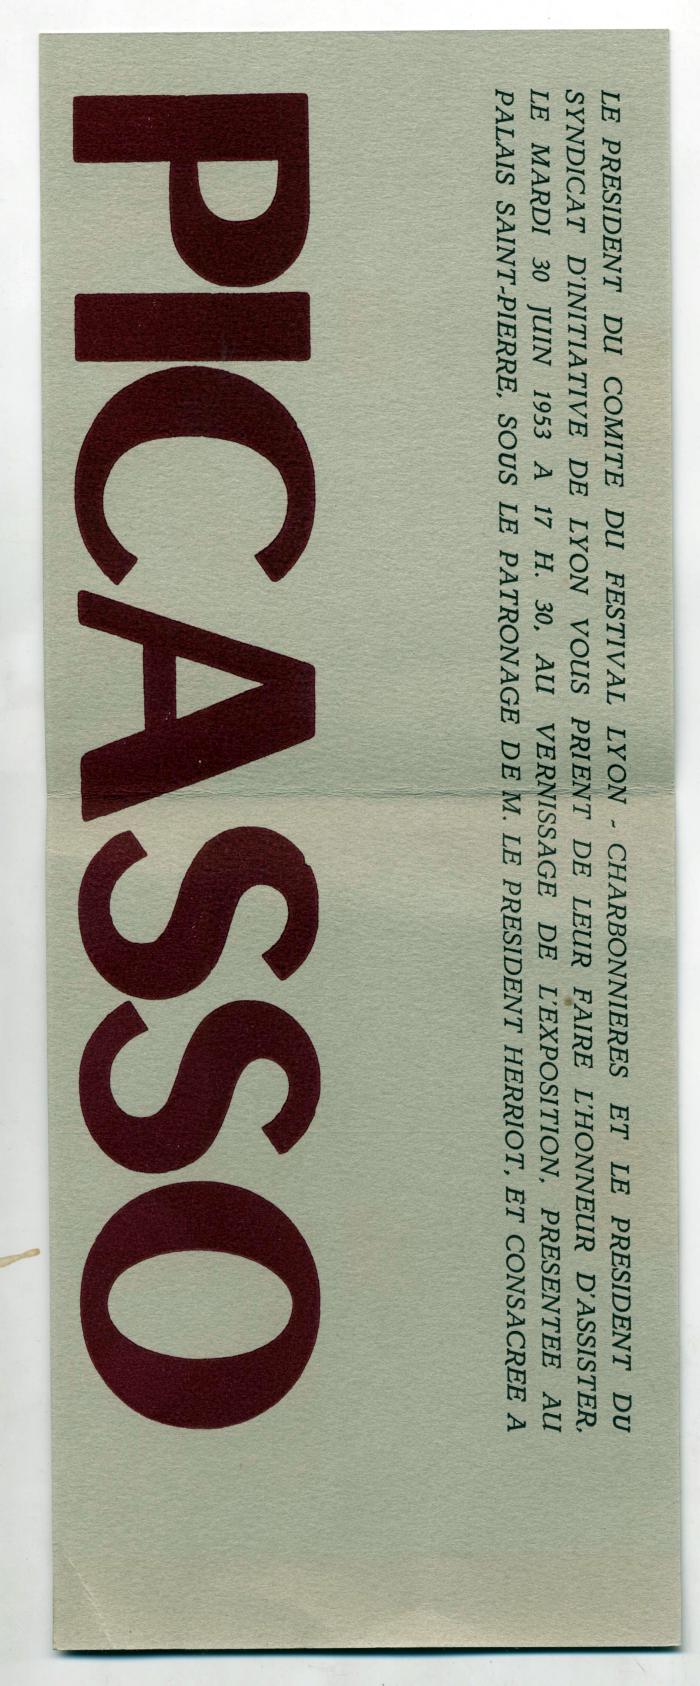 LE PRESIDENT DU COMITE DU FESTIVAL LYON - CHARBONNIERES ET LE PRESIDENT DU
SYNDICAT D'INITIATIVE DE LYON VOUS PRIENT DE LEUR FAIRE L'HONNEUR D'ASSISTER,
LE MARDI 30 JUIN 1953 A 17 H. 30, AU VERNISSAGE DE L'EXPOSITION, PRESENTEE AU
PALAIS SAINT-PIERRE, SOUS LE PATRONAGE DE M. LE PRESIDENT HERRIOT, ET CONSACREE A
PICASSO